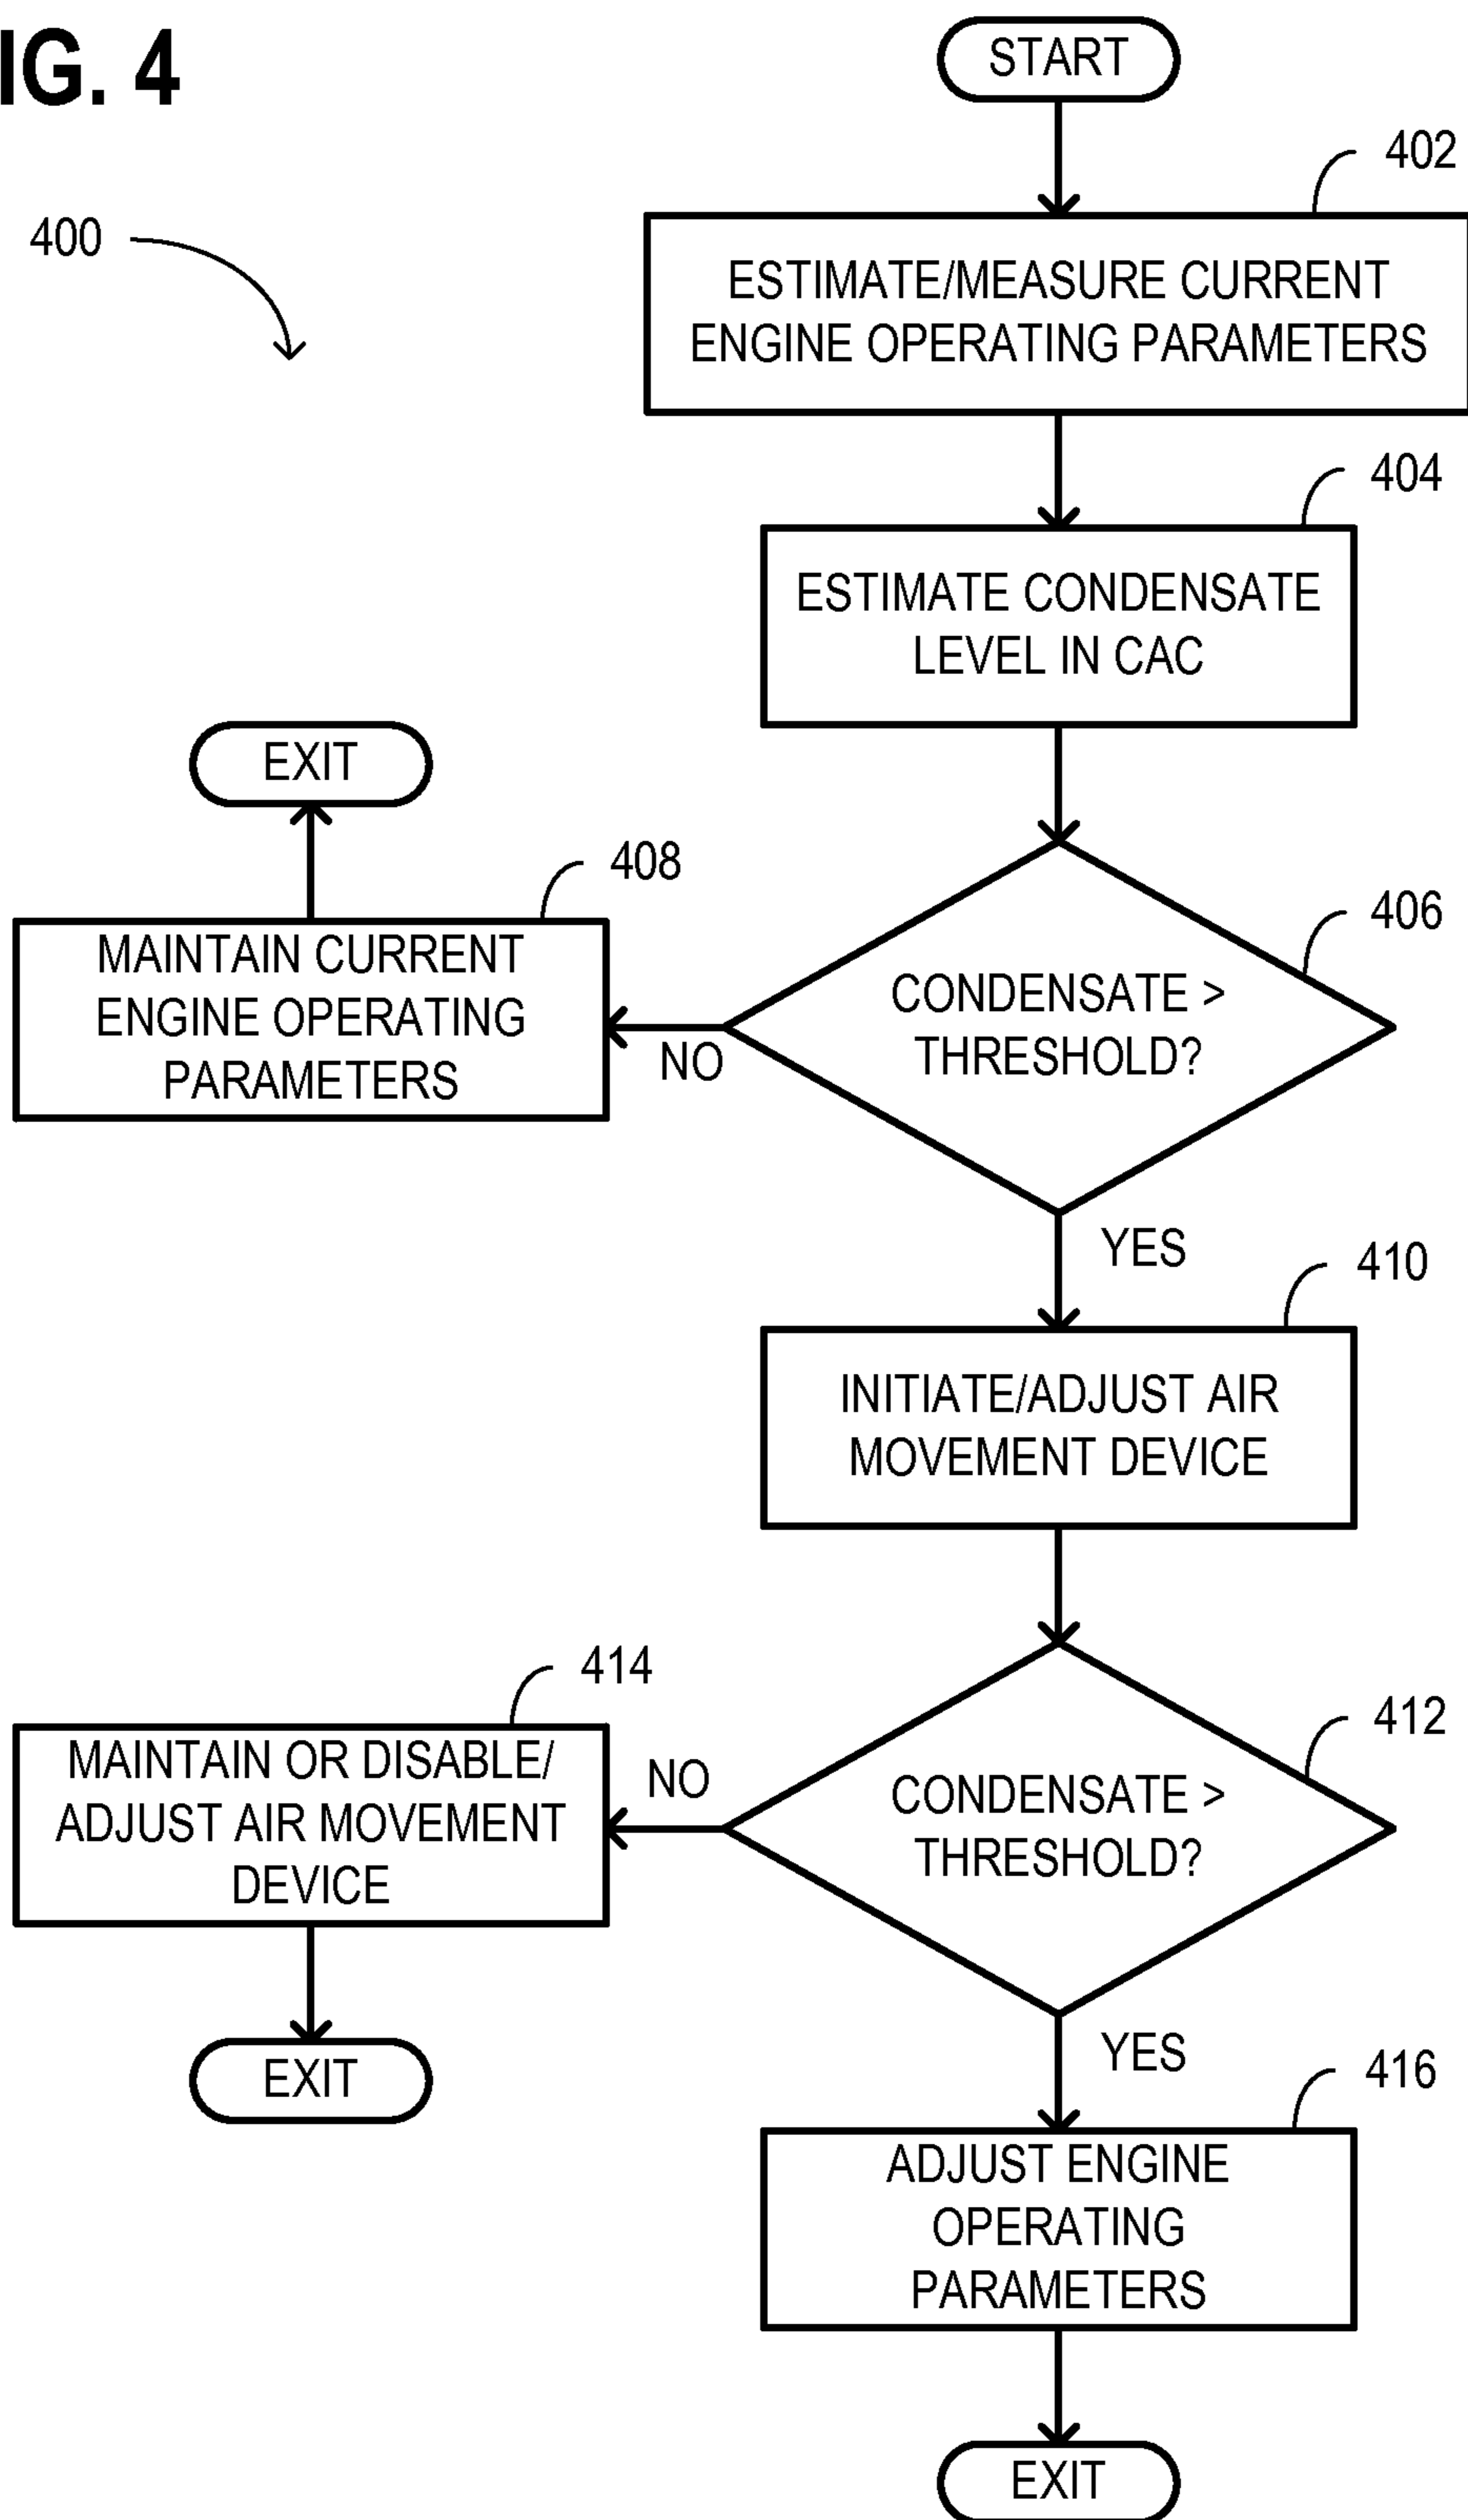 IG. 4
START
402
400
ESTIMATE/MEASURE CURRENT
ENGINE OPERATING PARAMETERS
404
ESTIMATE CONDENSATE
LEVEL IN CAC
EXIT
408
406
MAINTAIN CURRENT
ENGINE OPERATING
PARAMETERS
CONDENSATE >
THRESHOLD?
NO
YES
410
INITIATE/ADJUST AIR
MOVEMENT DEVICE
414
412
MAINTAIN OR DISABLE/
ADJUST AIR MOVEMENT
DEVICE
NO
CONDENSATE >
THRESHOLD?
EXIT
YES
416
ADJUST ENGINE
OPERATING
PARAMETERS
EXIT